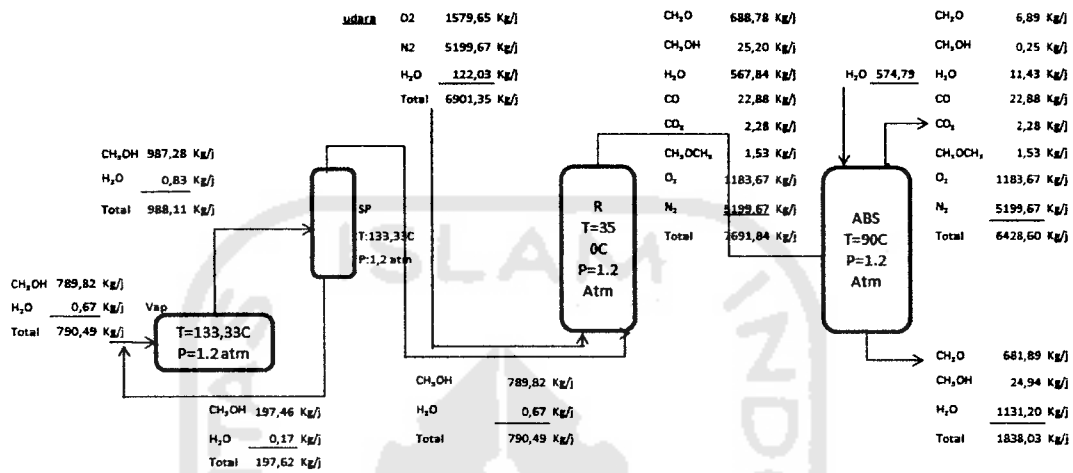 udara O2 1579,65 Kg/j
N2 5199,67 Kg/j
H₂O 122,03 Kg/j
Total 6901,35 Kg/j
CH₂O 688,78 Kg/j
CH₃OH 25,20 Kg/j
H₂O 567,84 Kg/j
CO 22,88 Kg/j
CO₂ 2,28 Kg/j
CH₃OCH₃ 1,53 Kg/j
O₂ 1183,67 Kg/j
N₂ 5199,67 Kg/j
Total 7691,84 Kg/j
H₂O 574,79
CH₂O 6,89 Kg/j
CH₃OH 0,25 Kg/j
H₂O 11,43 Kg/j
CO 22,88 Kg/j
CO₂ 2,28 Kg/j
CH₃OCH₃ 1,53 Kg/j
O₂ 1183,67 Kg/j
N₂ 5199,67 Kg/j
Total 6428,60 Kg/j
CH₃OH 987,28 Kg/j
H₂O 0,83 Kg/j
Total 988,11 Kg/j
SP
T:133,33C
P:1,2 atm
R
T=35
0C
P=1.2
Atm
ABS
T=90C
P=1.2
Atm
CH₃OH 789,82 Kg/j
H₂O 0,67 Kg/j
Total 790,49 Kg/j
Vap
T=133,33C
P=1.2 atm
CH₃OH 197,46 Kg/j
H₂O 0,17 Kg/j
Total 197,62 Kg/j
CH₃OH 789,82 Kg/j
H₂O 0,67 Kg/j
Total 790,49 Kg/j
CH₂O 681,89 Kg/j
CH₃OH 24,94 Kg/j
H₂O 1131,20 Kg/j
Total 1838,03 Kg/j
ISLAM